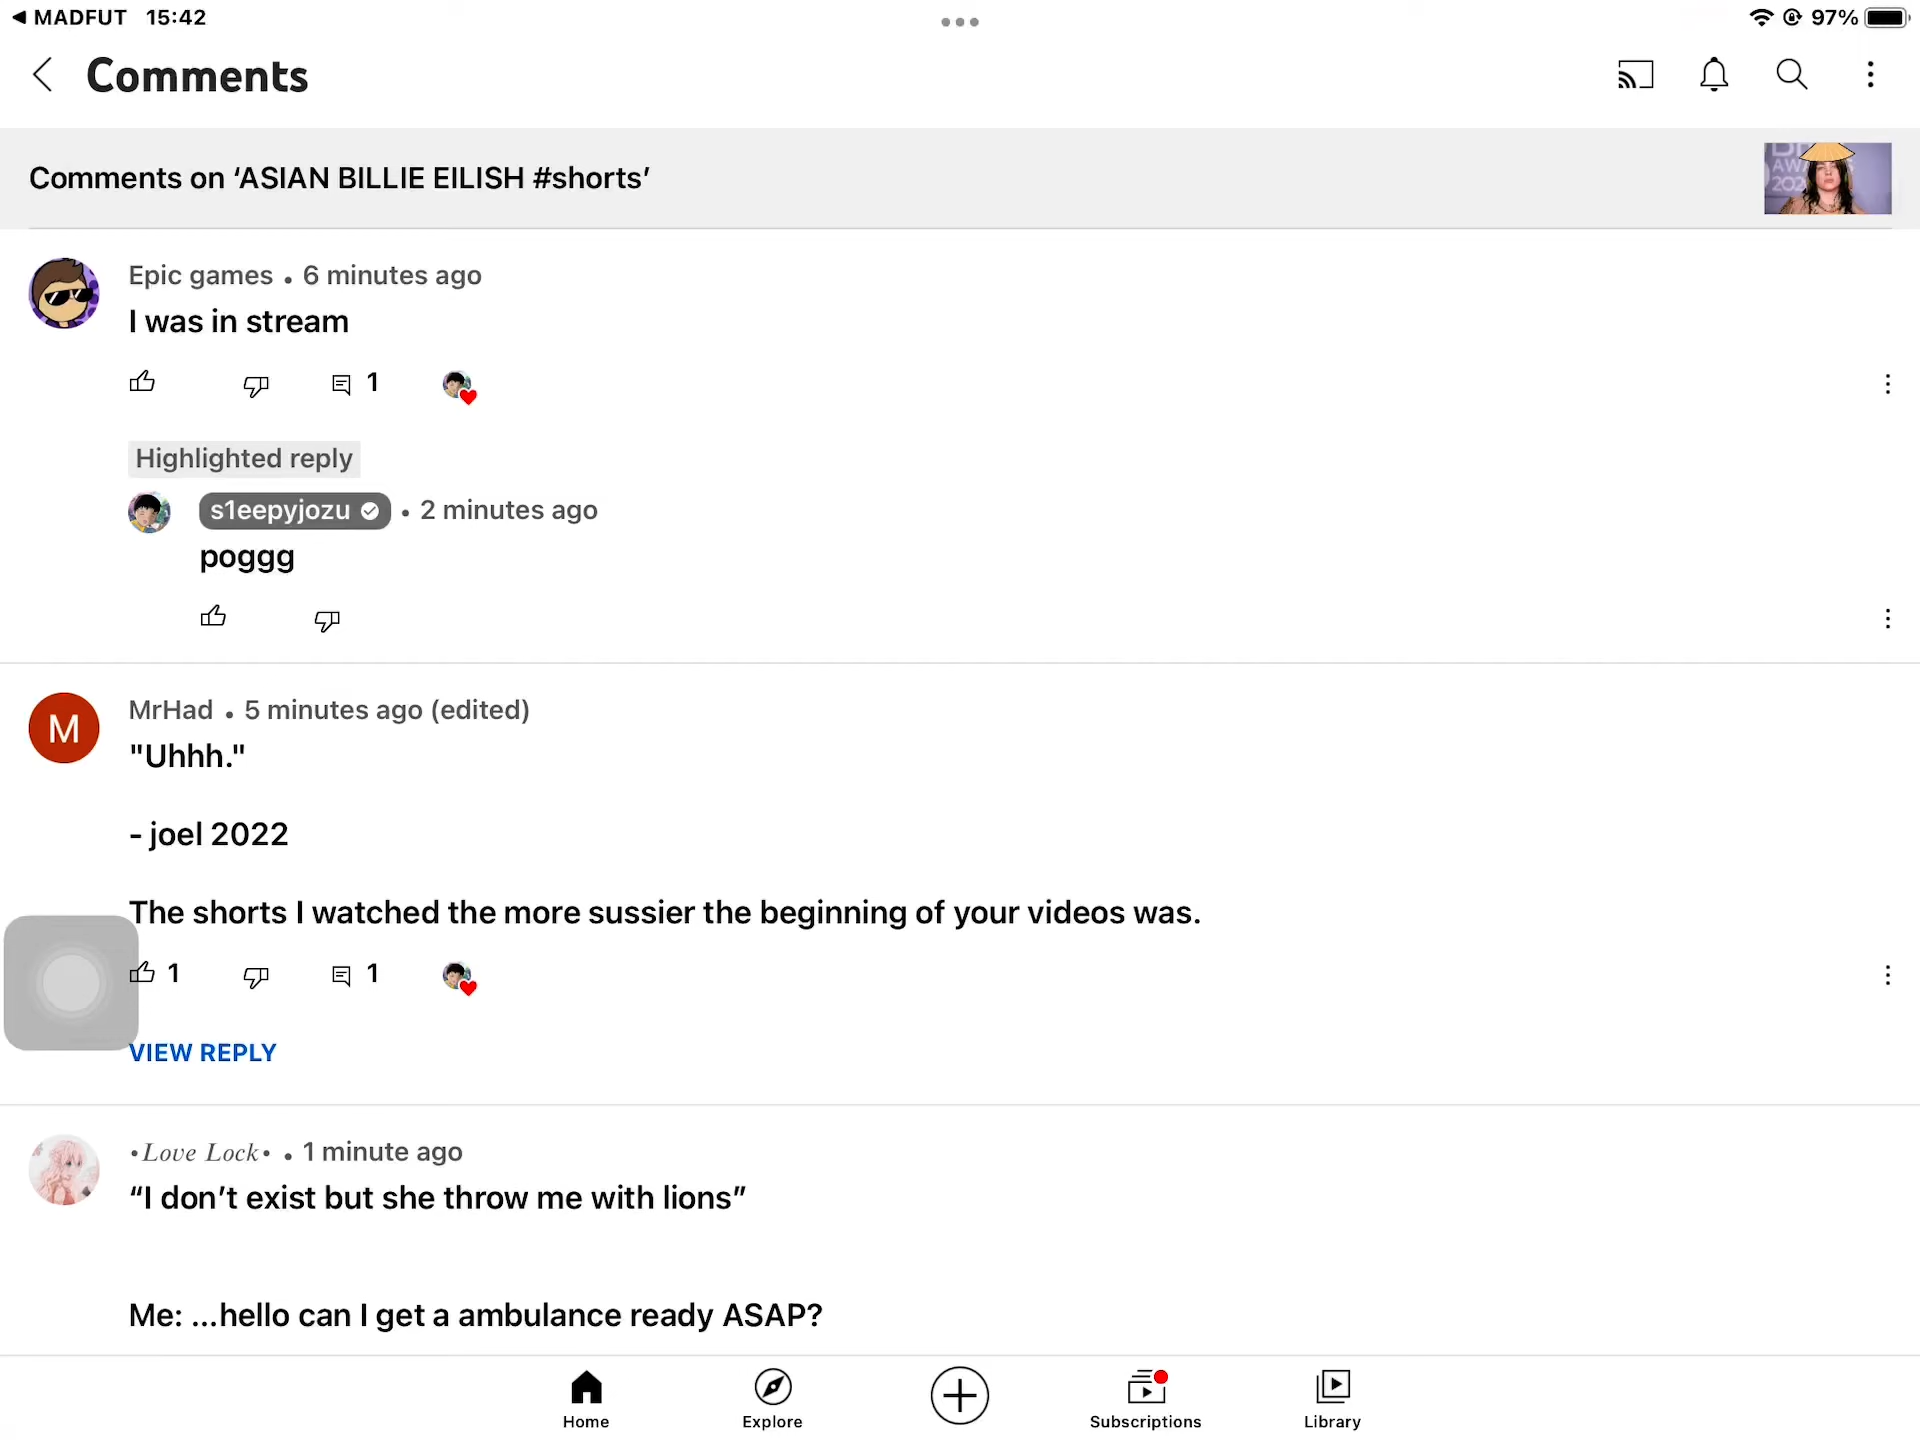 MADFUT 15:42
97%
Comments
Comments on ‘ASIAN BILLIE EILISH #shorts’
Epic games • 6 minutes ago
I was in stream
1
Highlighted reply
s1eepyjozu • 2 minutes ago
poggg
M
MrHad • 5 minutes ago (edited)
"Uhhh."
- joel 2022
The shorts I watched the more sussier the beginning of your videos was.
1 1
VIEW REPLY
•𝐿𝑜𝑣𝑒 𝐿𝑜𝑐𝑘• • 1 minute ago
“I don’t exist but she throw me with lions”
Me: ...hello can I get a ambulance ready ASAP?
Home Explore Subscriptions Library